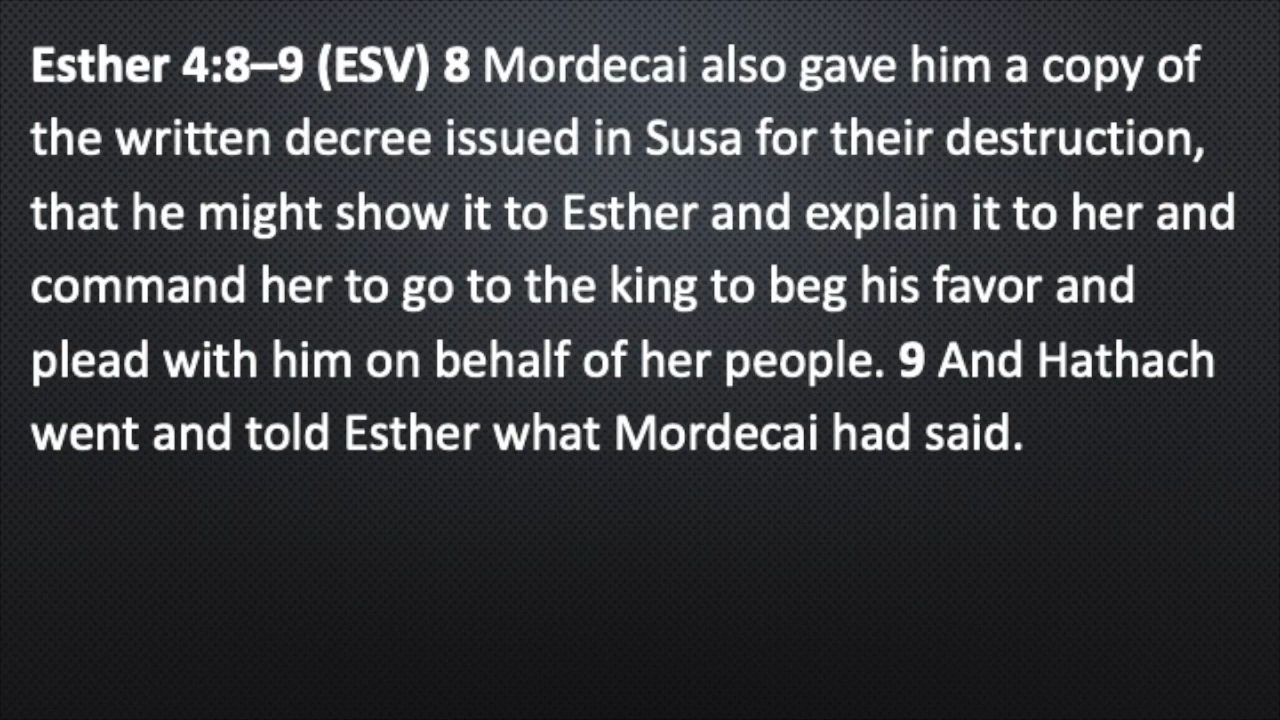 Esther 4:8–9 (ESV) 8 Mordecai also gave him a copy of
the written decree issued in Susa for their destruction,
that he might show it to Esther and explain it to her and
command her to go to the king to beg his favor and
plead with him on behalf of her people. 9 And Hathach
went and told Esther what Mordecai had said.